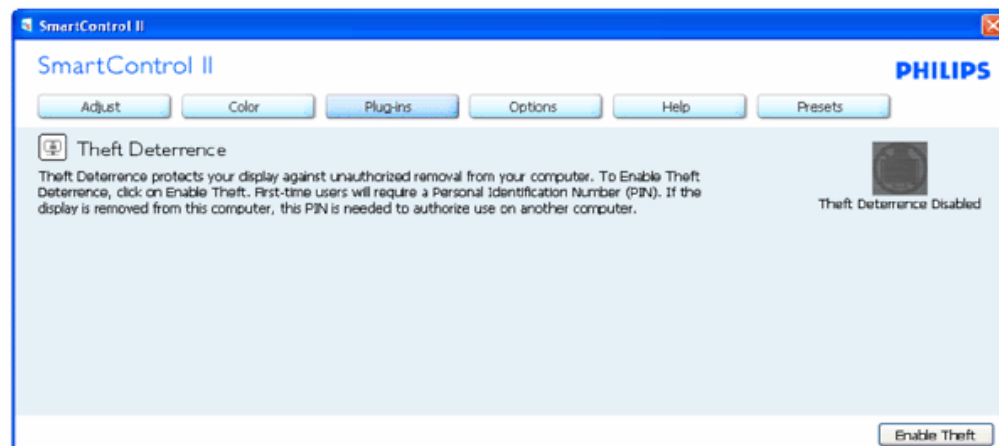 SmartControl II
SmartControl II
PHILIPS
Adjust Color Plug-ins Options Help Presets
Theft Deterrence
Theft Deterrence protects your display against unauthorized removal from your computer. To Enable Theft
Deterrence, click on Enable Theft. First-time users will require a Personal Identification Number (PIN). If the
display is removed from this computer, this PIN is needed to authorize use on another computer.
Theft Deterrence Disabled
Enable Theft